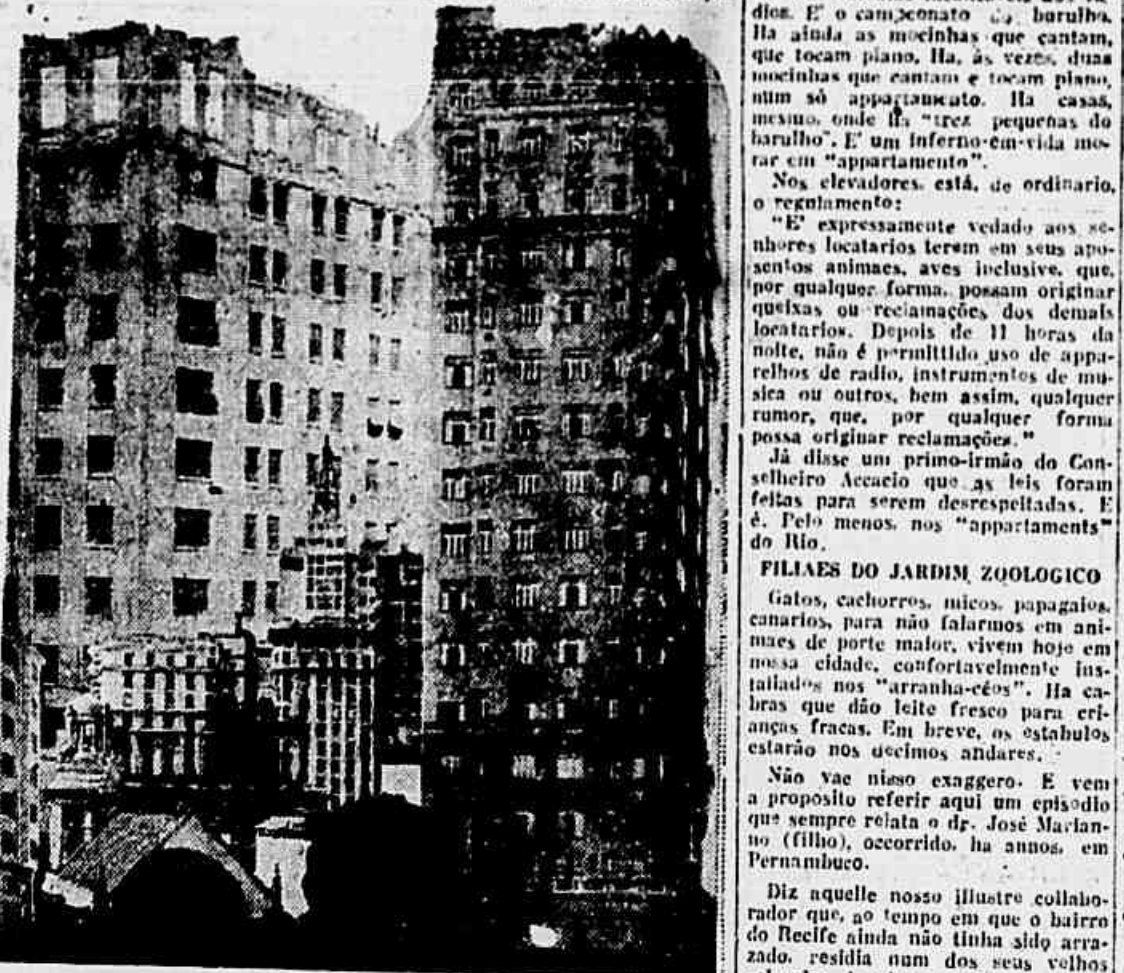 dios. E' o campeonato do barulho.
Ha ainda as mocinhas que cantam,
que tocam piano. Ha, ás vezes, duas
mocinhas que cantam e tocam piano,
num só appartamento. Ha casas,
mesmo, onde ha "trez pequenas do
barulho". E' um inferno-em-vida mo-
rar em "appartamento".
Nos elevadores, está, de ordinario,
o regulamento:
"E' expressamente vedado aos se-
nhores locatarios terem em seus apo-
sentos animaes, aves inclusive, que,
por qualquer forma, possam originar
queixas ou reclamações dos demais
locatarios. Depois de 11 horas da
noite, não é permittido uso de appa-
relhos de radio, instrumentos de mu-
sica ou outros, bem assim, qualquer
rumor, que, por qualquer forma
possa originar reclamações."
Já disse um primo-irmão do Con-
selheiro Accacio que as leis foram
feitas para serem desrespeitadas. E
é. Pelo menos, nos "appartaments"
do Rio.
FILIAES DO JARDIM ZOOLOGICO
Gatos, cachorros, micos, papagaios,
canarios, para não falarmos em ani-
maes de porte maior, vivem hoje em
nossa cidade, confortavelmente ins-
tallados nos "arranha-céos". Ha ca-
bras que dão leite fresco para cri-
anças fracas. Em breve, os estabulos
estarão nos decimos andares.
Não vae nisso exaggero. E vem
a proposito referir aqui um episodio
que sempre relata o dr. José Marian-
no (filho), occorrido, ha annos, em
Pernambuco.
Diz aquelle nosso illustre collabo-
rador que, ao tempo em que o bairro
do Recife ainda não tinha sido arra-
zado, residia num dos seus velhos